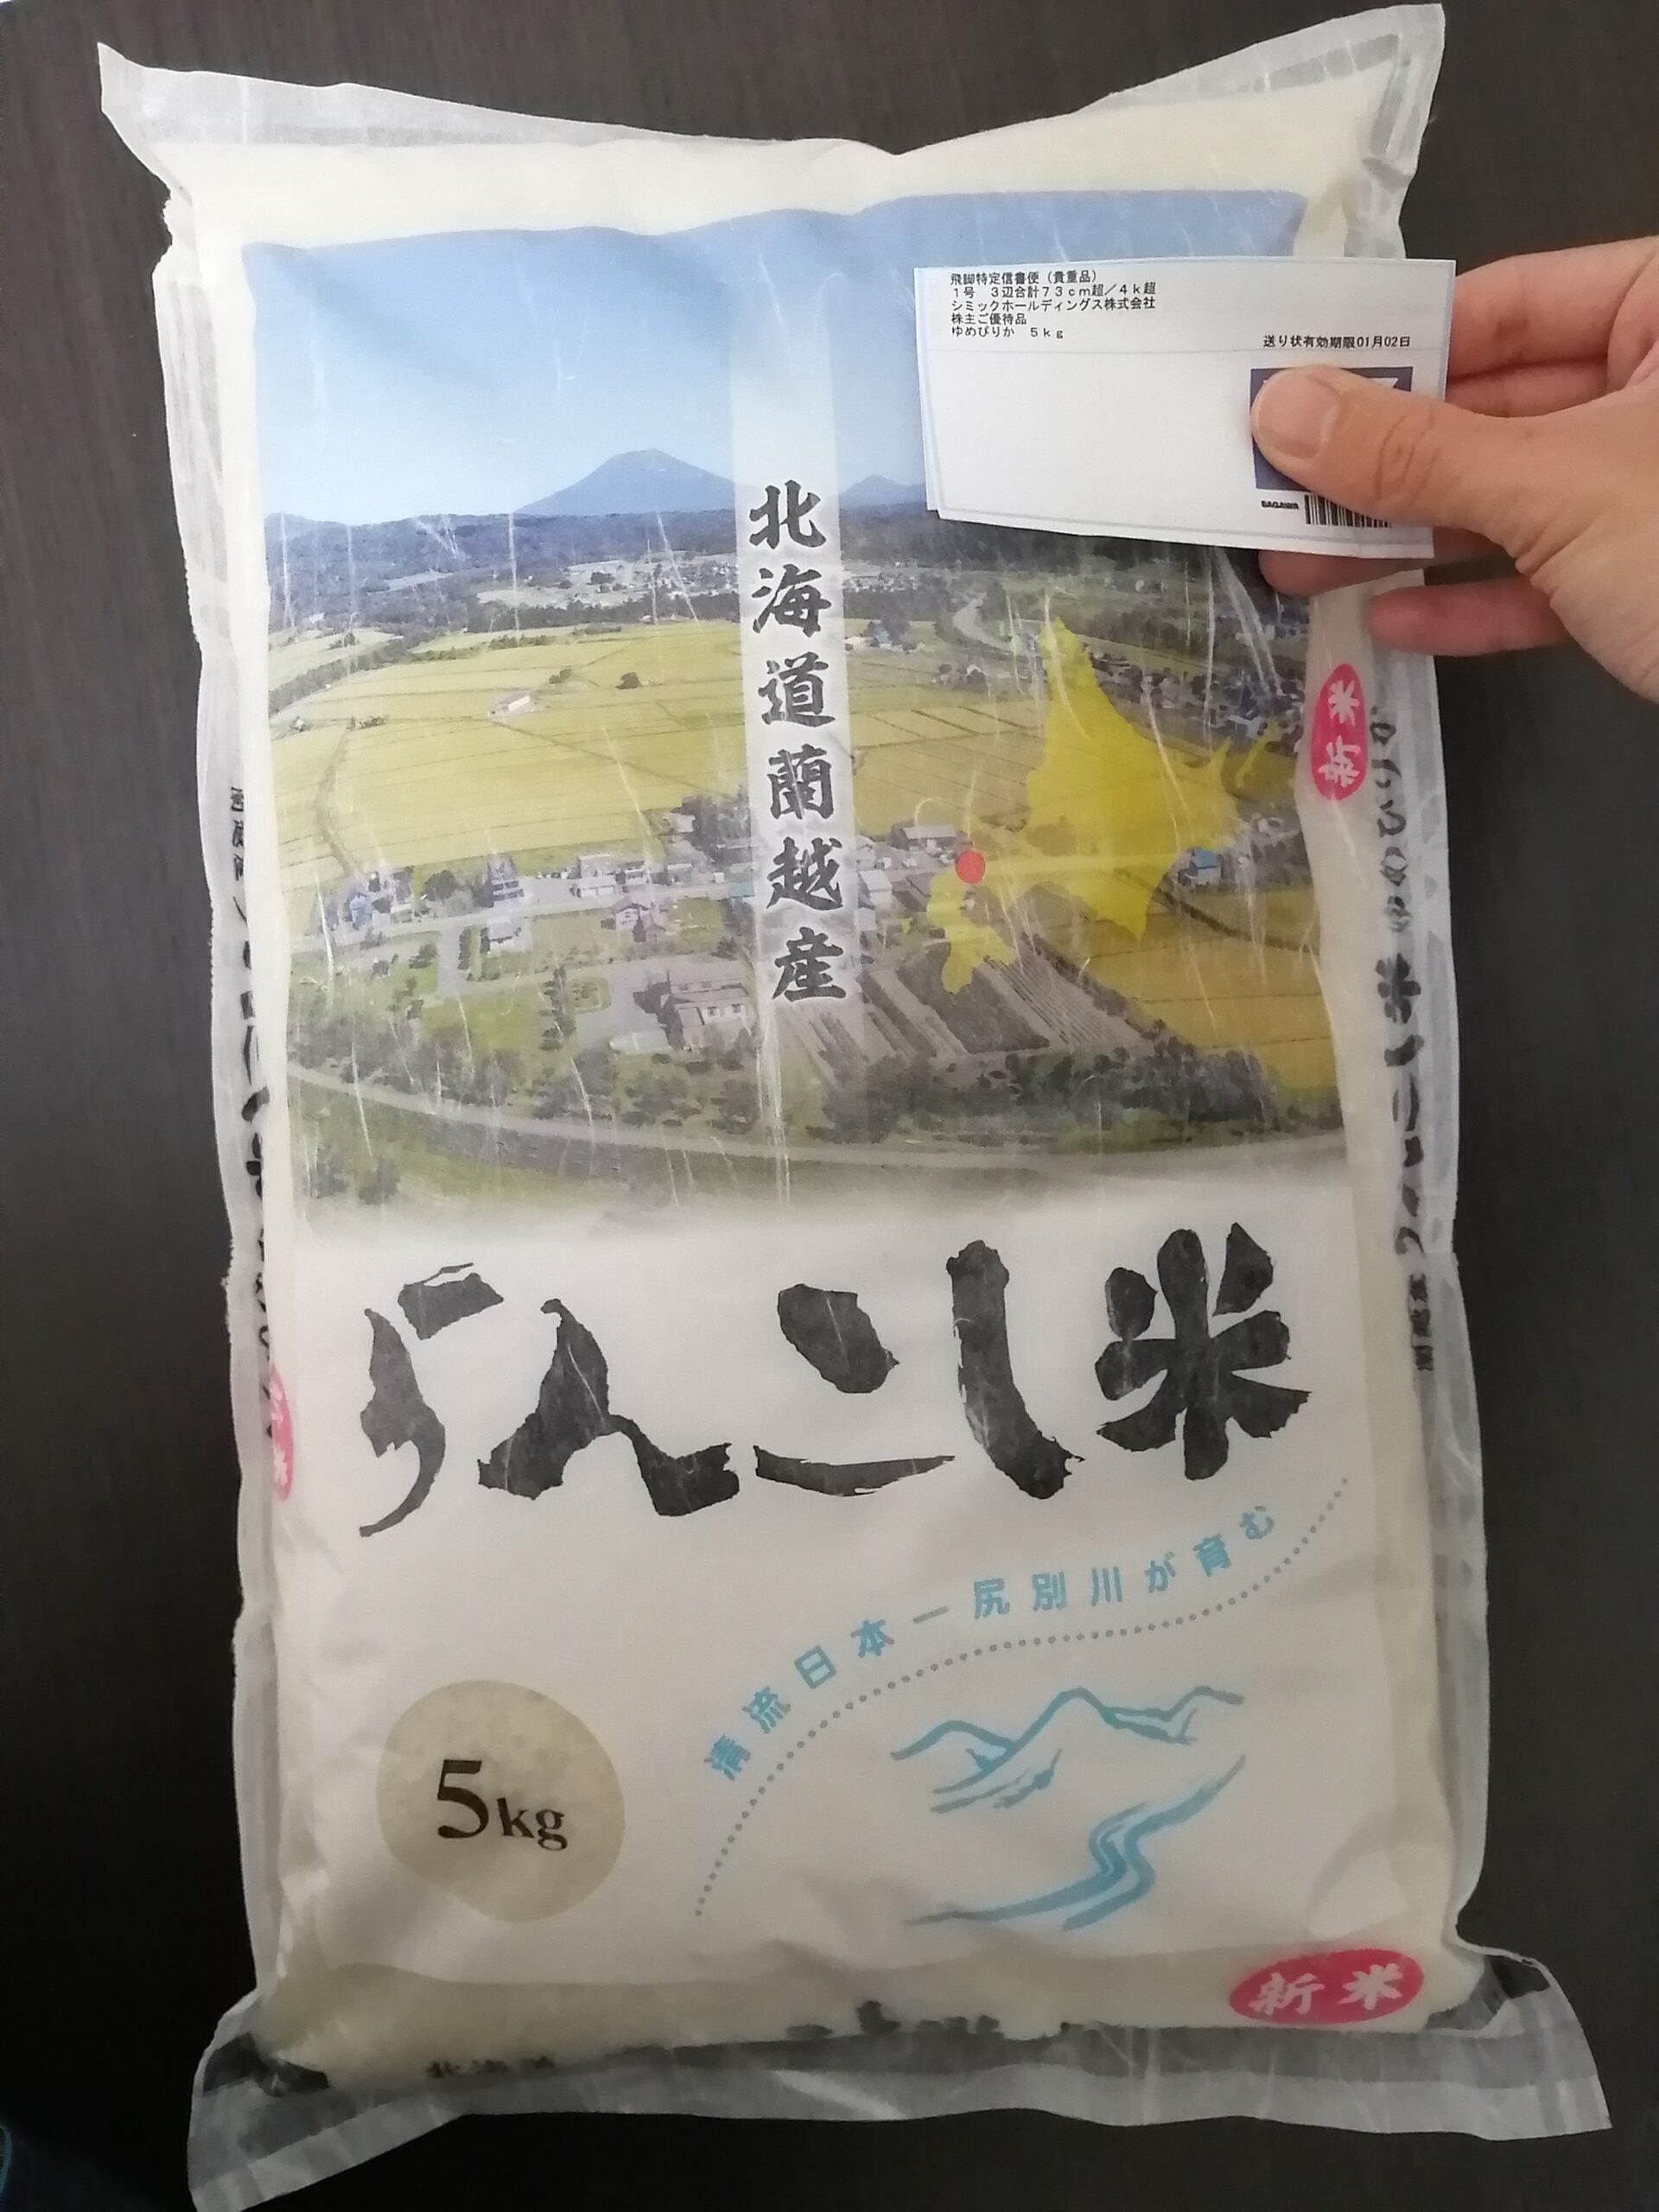 飛脚特定信書便（貴重品）
1号　3辺合計73cm超／4k超
シミックホールディングス株式会社
株主ご優待品
ゆめぴりか　5kg
送り状有効期限01月02日
SAGAWA
北海道蘭越産
新米
らんこし米
清流日本一尻別川が育む
5kg
新米